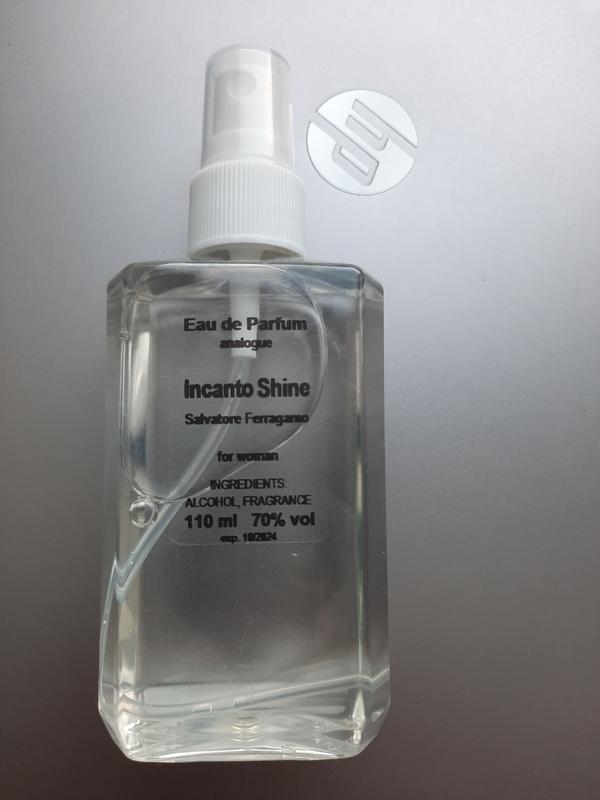 hp
Eau de Parfum
analogue
Incanto Shine
Salvatore Ferragamo
for woman
INGREDIENTS:
ALCOHOL, FRAGRANCE
110 ml 70% vol
exp. 10/2024